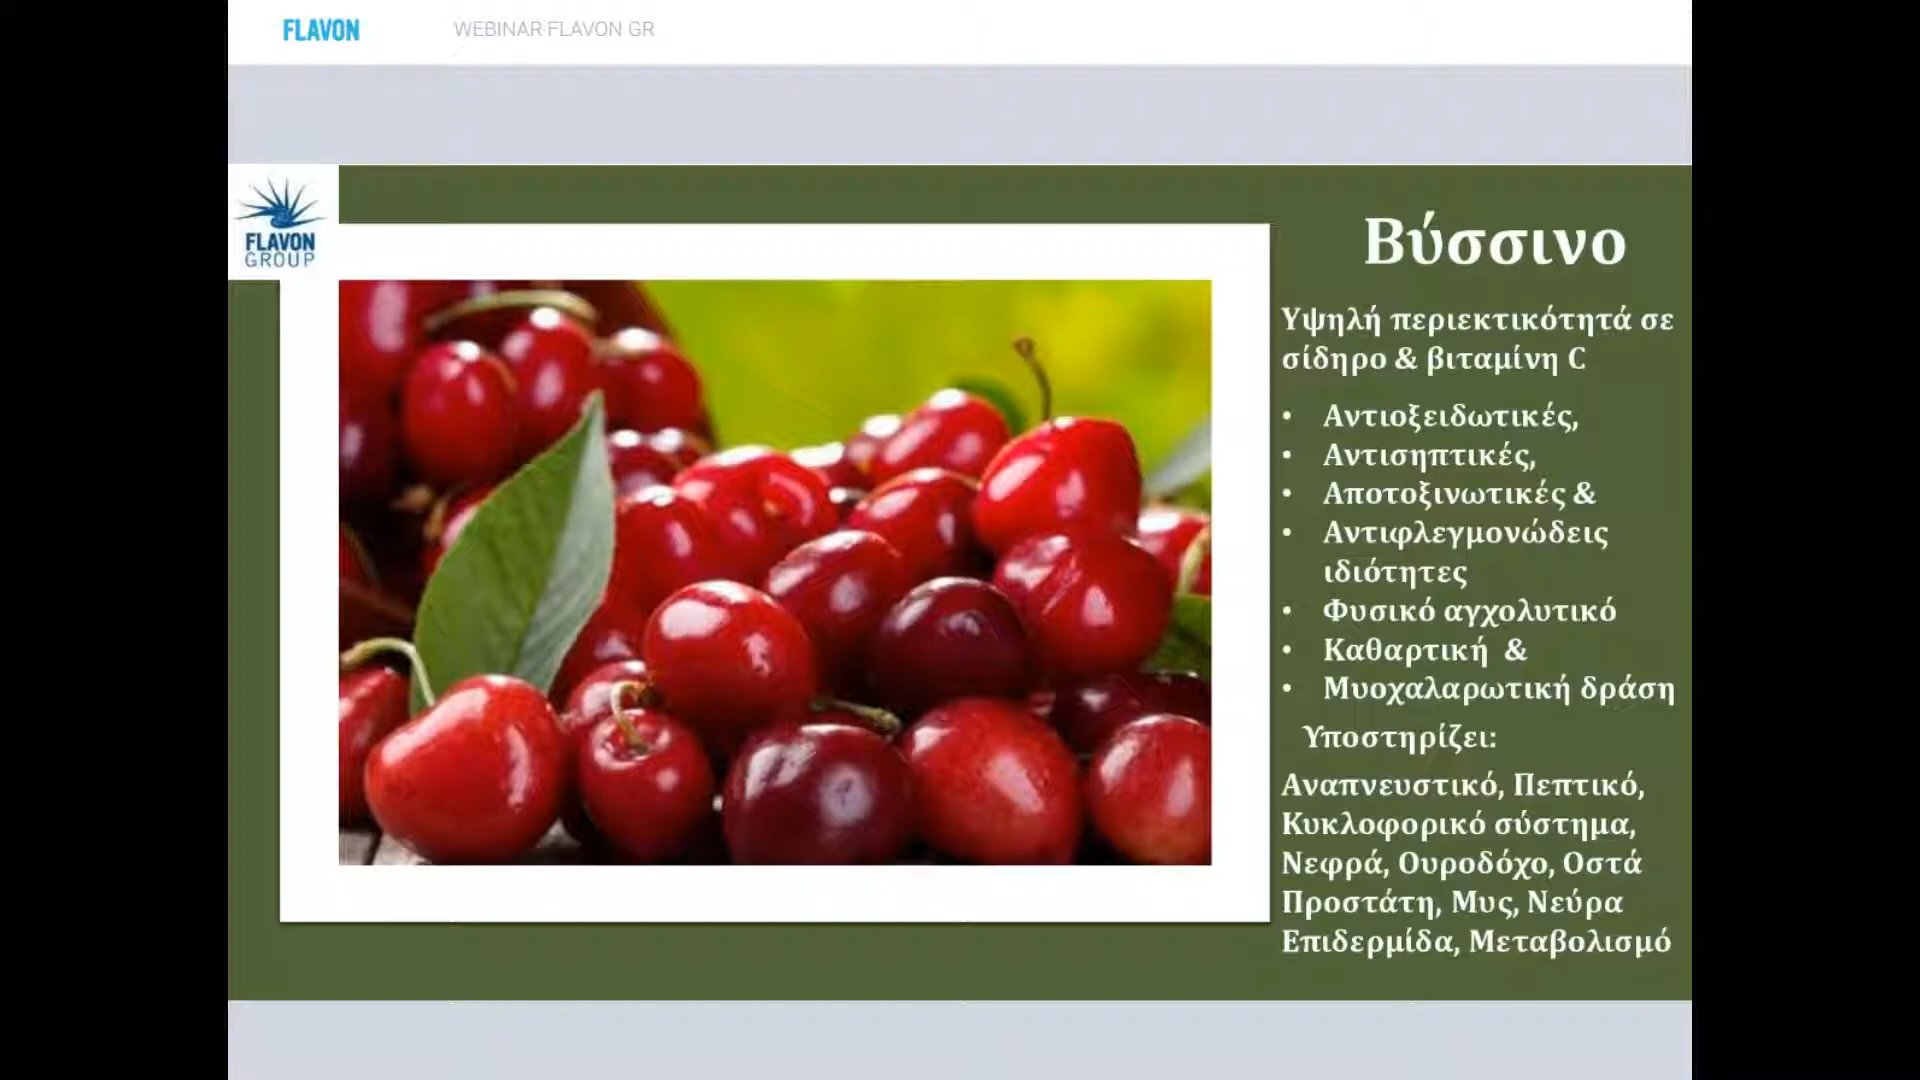 FLAVON
WEBINAR FLAVON GR
FLAVON
GROUP
Βύσσινο
Υψηλή περιεκτικότητά σε
σίδηρο & βιταμίνη C
• Αντιοξειδωτικές,
• Αντισηπτικές,
• Αποτοξινωτικές &
• Αντιφλεγμονώδεις
ιδιότητες
• Φυσικό αγχολυτικό
• Καθαρτική &
• Μυοχαλαρωτική δράση
Υποστηρίζει:
Αναπνευστικό, Πεπτικό,
Κυκλοφορικό σύστημα,
Νεφρά, Ουροδόχο, Οστά
Προστάτη, Μυς, Νεύρα
Επιδερμίδα, Μεταβολισμό